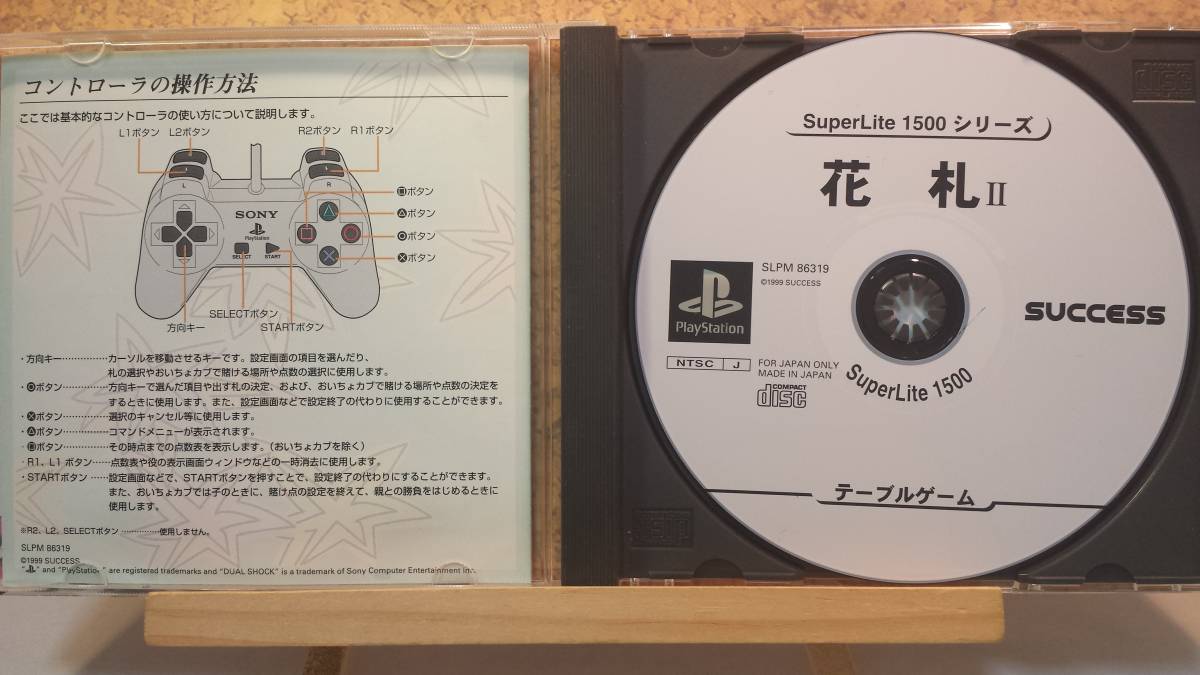 コントローラの操作方法
ここでは基本的なコントローラの使い方について説明します。
L1ボタン L2ボタン R2ボタン R1ボタン
L R
SONY
PlayStation
SELECT START
□ボタン
△ボタン
○ボタン
×ボタン
方向キー
SELECTボタン
STARTボタン
・方向キー……………カーソルを移動させるキーです。設定画面の項目を選んだり、
札の選択やおいちょカブで賭ける場所や点数の選択に使用します。
・○ボタン……………方向キーで選んだ項目や出す札の決定、および、おいちょカブで賭ける場所や点数の決定を
するときに使用します。また、設定画面などで設定終了の代わりに使用することができます。
・×ボタン……………選択のキャンセル等に使用します。
・△ボタン……………コマンドメニューが表示されます。
・□ボタン……………その時点までの点数表を表示します。(おいちょカブを除く)
・R1、L1 ボタン……点数表や役の表示画面ウィンドウなどの一時消去に使用します。
・STARTボタン ……設定画面などで、STARTボタンを押すことで、設定終了の代わりにすることができます。
また、おいちょカブでは子のときに、賭け点の設定を終えて、親との勝負をはじめるときに
使用します。
※R2、L2、SELECTボタン ……………使用しません。
SLPM 86319
©1999 SUCCESS
" " and "PlayStation" are registered trademarks and "DUAL SHOCK" is a trademark of Sony Computer Entertainment Inc.
SuperLite 1500 シリーズ
花 札 II
PlayStation
SLPM 86319
©1999 SUCCESS
NTSC J
FOR JAPAN ONLY
MADE IN JAPAN
COMPACT
disc
SUCCESS
SuperLite 1500
テーブルゲーム
disc